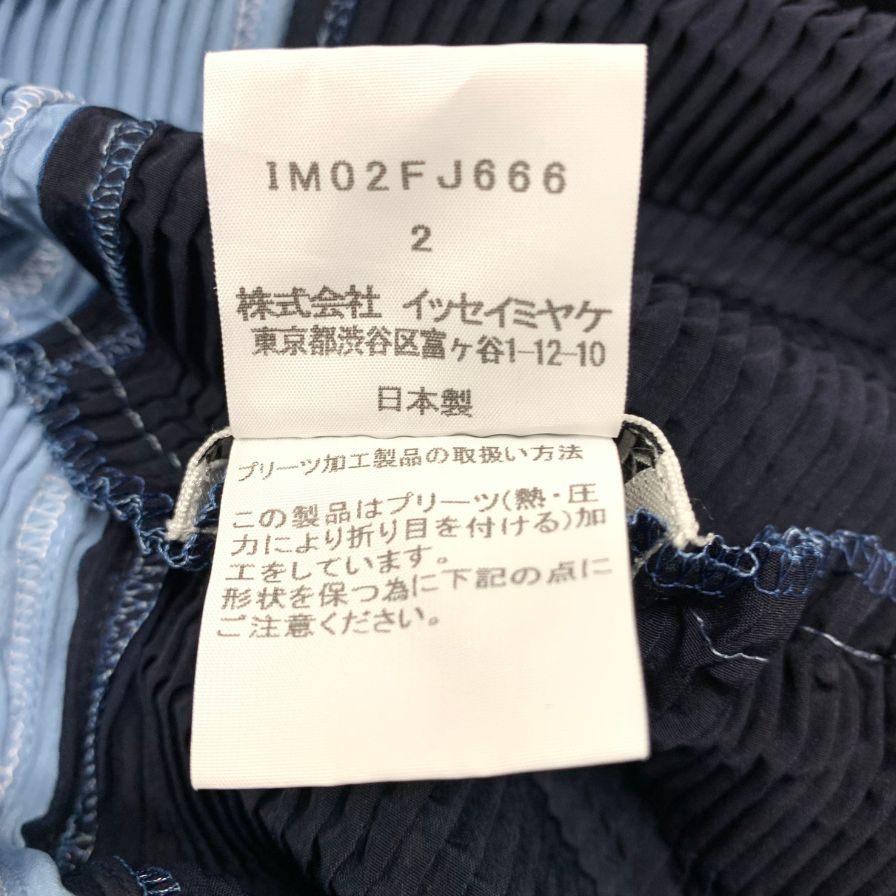 IM02FJ666
2
株式会社 イッセイミヤケ
東京都渋谷区富ヶ谷1-12-10
日本製
プリーツ加工製品の取扱い方法
この製品はプリーツ(熱・圧
力により折り目を付ける)加
工をしています。
形状を保つ為に下記の点に
ご注意ください。